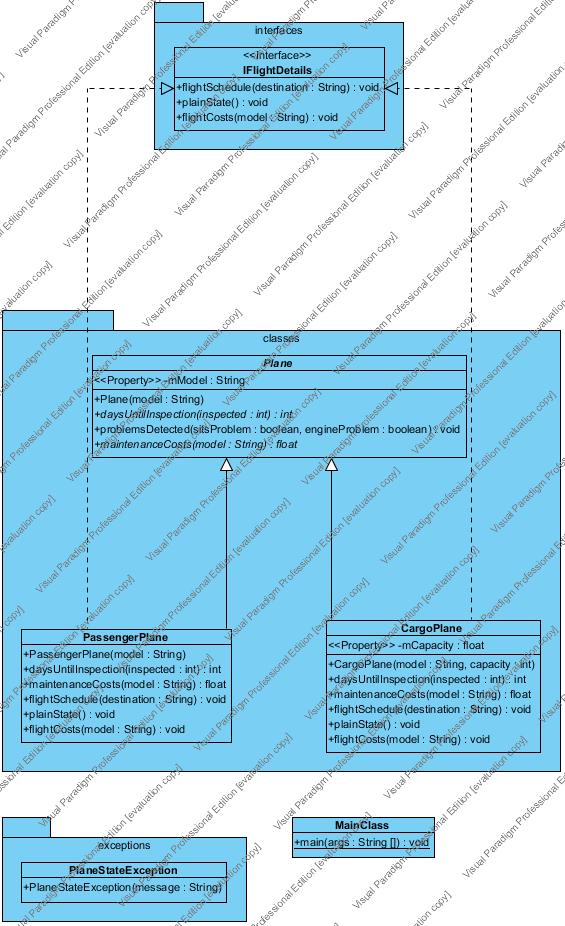 interfaces
<<Interface>>
IFlightDetails
+flightSchedule(destination : String) : void
+plainState() : void
+flightCosts(model : String) : void
classes
Plane
<<Property>> -mModel : String
+Plane(model : String)
+daysUntilInspection(inspected : int) : int
+problemsDetected(sitsProblem : boolean, engineProblem : boolean) : void
+maintenanceCosts(model : String) : float
PassengerPlane
+PassengerPlane(model : String)
+daysUntilInspection(inspected : int) : int
+maintenanceCosts(model : String) : float
+flightSchedule(destination : String) : void
+plainState() : void
+flightCosts(model : String) : void
CargoPlane
<<Property>> -mCapacity : float
+CargoPlane(model : String, capacity : int)
+daysUntilInspection(inspected : int) : int
+maintenanceCosts(model : String) : float
+flightSchedule(destination : String) : void
+plainState() : void
+flightCosts(model : String) : void
exceptions
PlaneStateException
+PlaneStateException(message : String)
MainClass
+main(args : String []) : void
Visual Paradigm Professional Edition [evaluation copy]